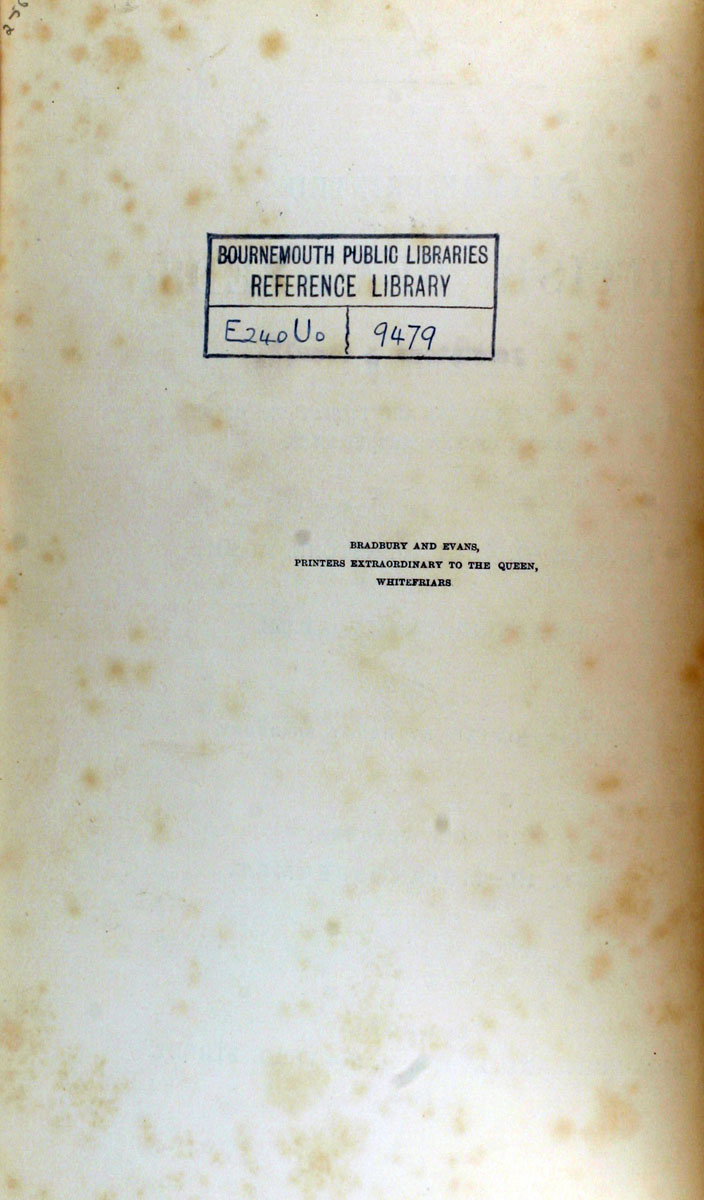 BOURNEMOUTH PUBLIC LIBRARIES
REFERENCE LIBRARY
E240U0 9479
BRADBURY AND EVANS,
PRINTERS EXTRAORDINARY TO THE QUEEN,
WHITEFRIARS